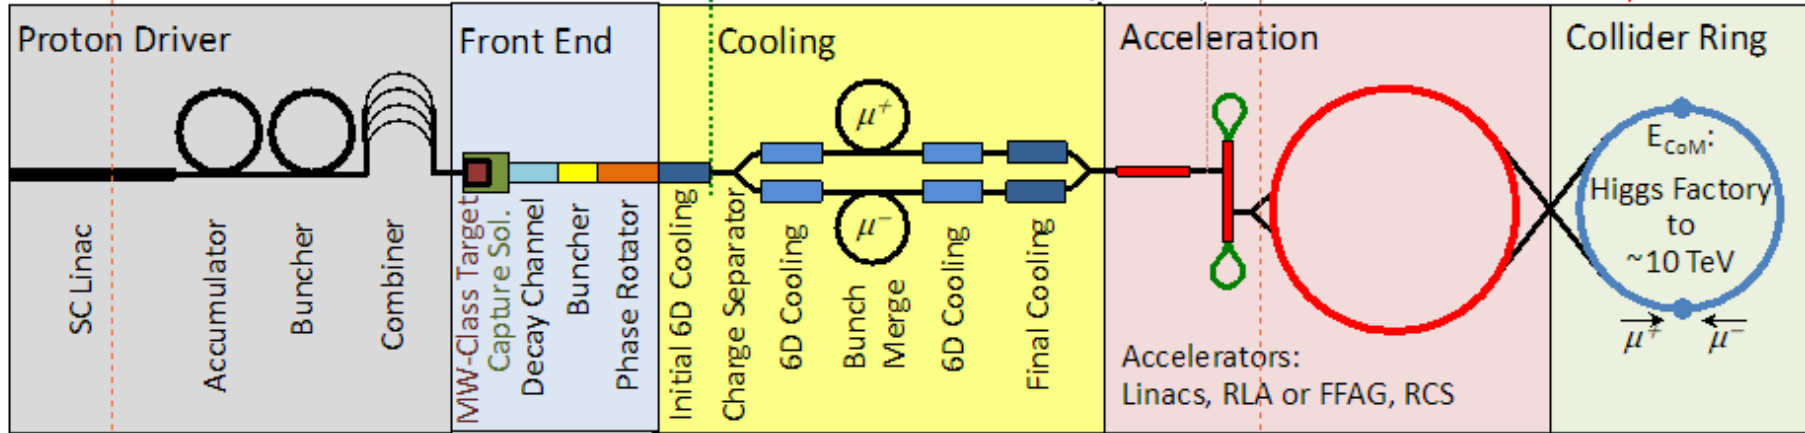 Proton Driver
SC Linac
Accumulator
Buncher
Combiner
Front End
MW-Class Target
Capture Sol.
Decay Channel
Buncher
Phase Rotator
Cooling
Initial 6D Cooling
Charge Separator
6D Cooling
μ+
μ−
Bunch
Merge
6D Cooling
Final Cooling
Acceleration
Accelerators:
Linacs, RLA or FFAG, RCS
Collider Ring
ECoM:
Higgs Factory
to
~10 TeV
μ+ μ−